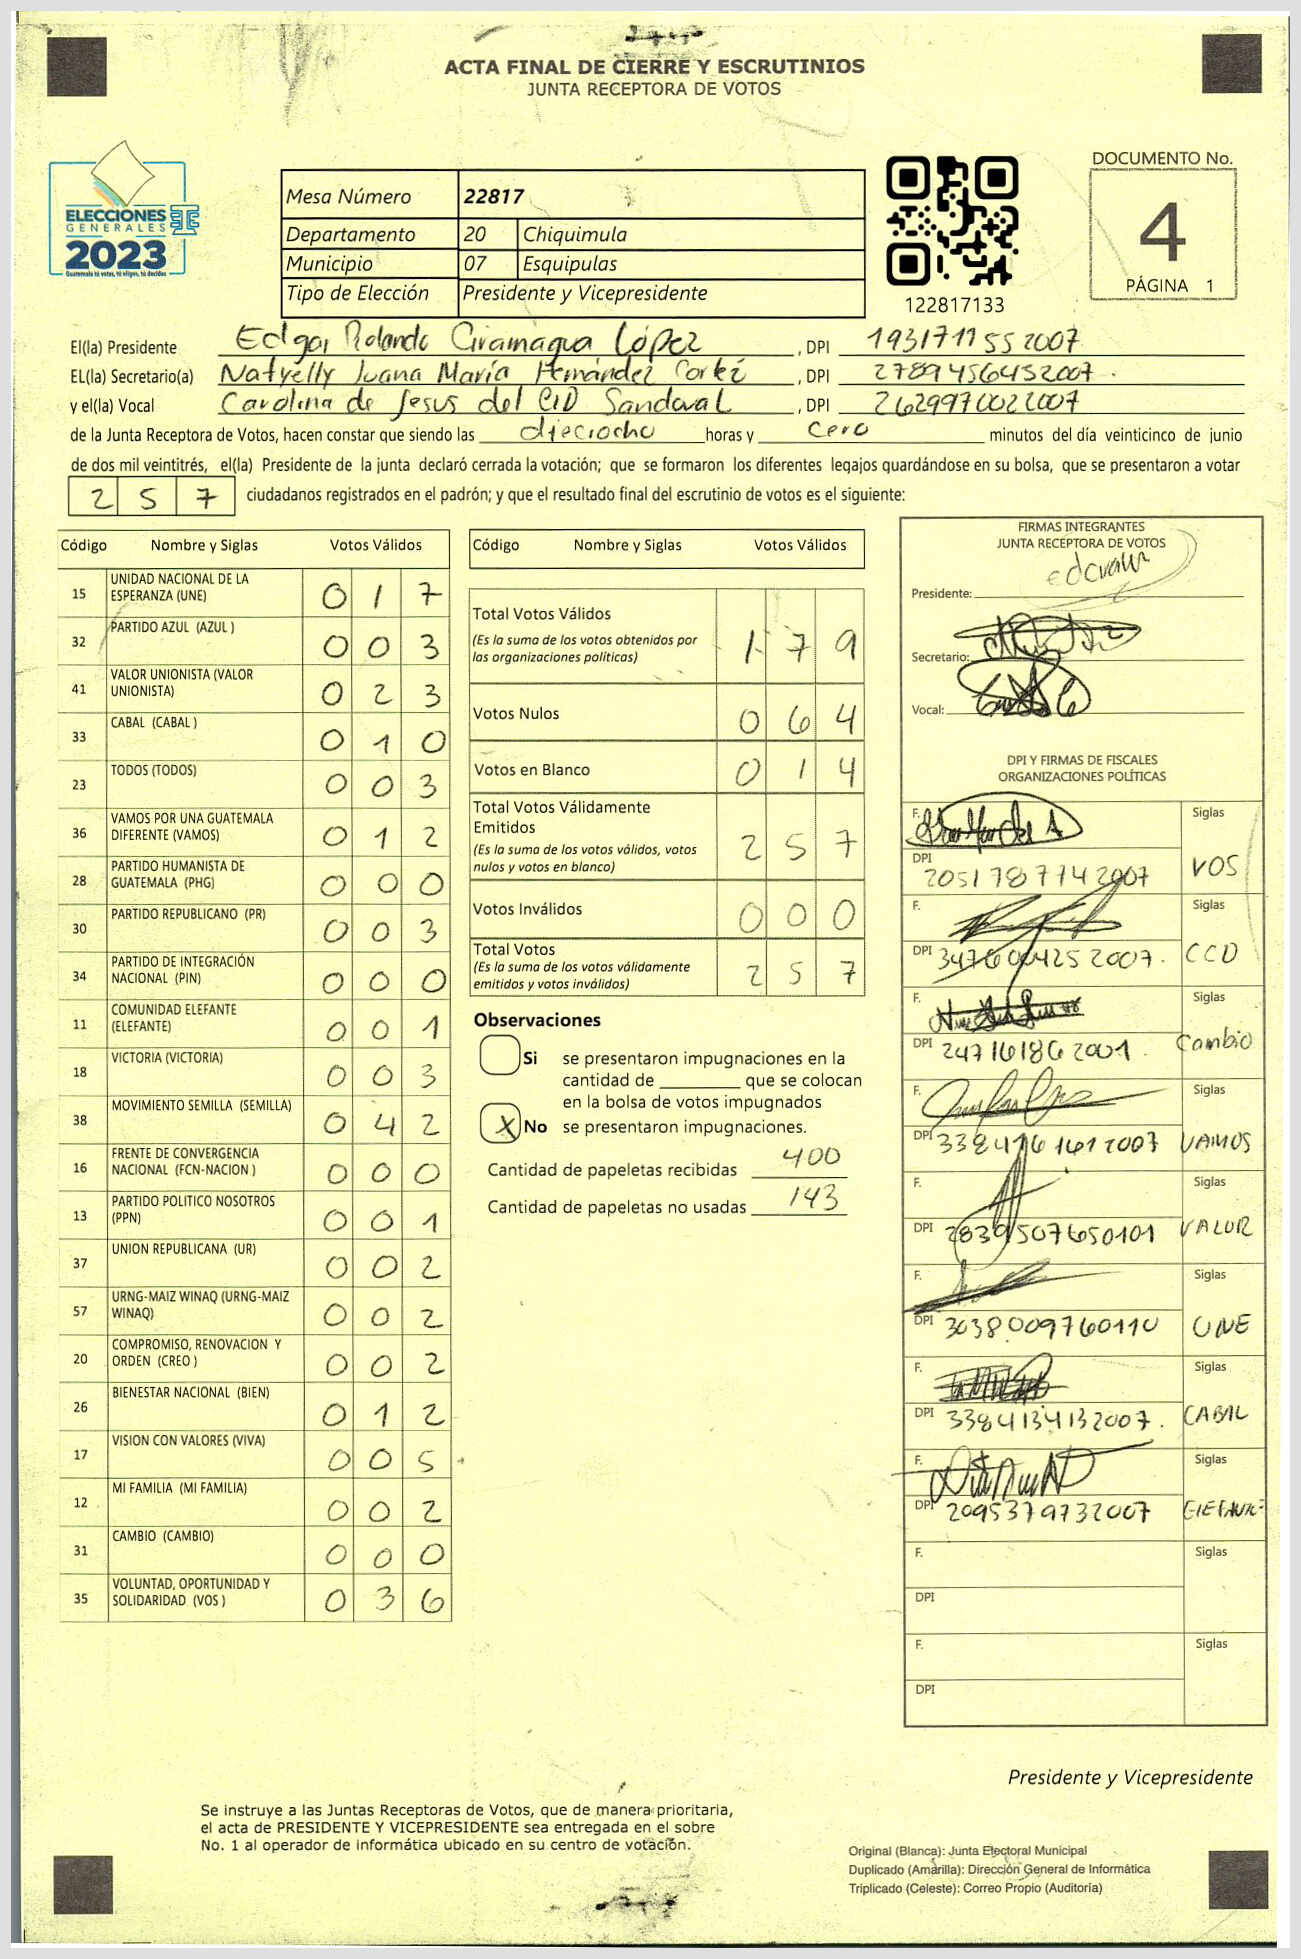 ACTA FINAL DE CIERRE Y ESCRUTINIOS
JUNTA RECEPTORA DE VOTOS
ELECCIONES
GENERALES
2023
Guatemala tú votas, tú eliges, tú decides
Mesa Número 22817
Departamento 20 Chiquimula
Municipio 07 Esquipulas
Tipo de Elección Presidente y Vicepresidente
122817133
DOCUMENTO No.
4
PÁGINA 1
El(la) Presidente Edgar Rolando Guamagua López , DPI 1931711552007
EL(la) Secretario(a) Natyelly Juana María Hernández Cortéz , DPI 2789456452007.
y el(la) Vocal Carolina de Jesus del CID Sandoval , DPI 2629970022007
de la Junta Receptora de Votos, hacen constar que siendo las dieciocho horas y cero minutos del día veinticinco de junio
de dos mil veintitrés, el(la) Presidente de la junta declaró cerrada la votación; que se formaron los diferentes legajos guardándose en su bolsa, que se presentaron a votar
2 5 7 ciudadanos registrados en el padrón; y que el resultado final del escrutinio de votos es el siguiente:
Código Nombre y Siglas Votos Válidos
15 UNIDAD NACIONAL DE LA ESPERANZA (UNE) 0 1 7
32 PARTIDO AZUL (AZUL ) 0 0 3
41 VALOR UNIONISTA (VALOR UNIONISTA) 0 2 3
33 CABAL (CABAL ) 0 1 0
23 TODOS (TODOS) 0 0 3
36 VAMOS POR UNA GUATEMALA DIFERENTE (VAMOS) 0 1 2
28 PARTIDO HUMANISTA DE GUATEMALA (PHG) 0 0 0
30 PARTIDO REPUBLICANO (PR) 0 0 3
34 PARTIDO DE INTEGRACIÓN NACIONAL (PIN) 0 0 0
11 COMUNIDAD ELEFANTE (ELEFANTE) 0 0 1
18 VICTORIA (VICTORIA) 0 0 3
38 MOVIMIENTO SEMILLA (SEMILLA) 0 4 2
16 FRENTE DE CONVERGENCIA NACIONAL (FCN-NACION ) 0 0 0
13 PARTIDO POLITICO NOSOTROS (PPN) 0 0 1
37 UNION REPUBLICANA (UR) 0 0 2
57 URNG-MAIZ WINAQ (URNG-MAIZ WINAQ) 0 0 2
20 COMPROMISO, RENOVACION Y ORDEN (CREO ) 0 0 2
26 BIENESTAR NACIONAL (BIEN) 0 1 2
17 VISION CON VALORES (VIVA) 0 0 5
12 MI FAMILIA (MI FAMILIA) 0 0 2
31 CAMBIO (CAMBIO) 0 0 0
35 VOLUNTAD, OPORTUNIDAD Y SOLIDARIDAD (VOS ) 0 3 6
Código Nombre y Siglas Votos Válidos
Total Votos Válidos 1 7 9
(Es la suma de los votos obtenidos por
las organizaciones políticas)
Votos Nulos 0 6 4
Votos en Blanco 0 1 4
Total Votos Válidamente
Emitidos 2 5 7
(Es la suma de los votos válidos, votos
nulos y votos en blanco)
Votos Inválidos 0 0 0
Total Votos 2 5 7
(Es la suma de los votos válidamente
emitidos y votos inválidos)
Observaciones
Si se presentaron impugnaciones en la
cantidad de ________ que se colocan
en la bolsa de votos impugnados
X No se presentaron impugnaciones.
Cantidad de papeletas recibidas 400
Cantidad de papeletas no usadas 143
FIRMAS INTEGRANTES
JUNTA RECEPTORA DE VOTOS
Presidente:
Secretario:
Vocal:
DPI Y FIRMAS DE FISCALES
ORGANIZACIONES POLÍTICAS
F. Siglas
DPI 2051787742007 VOS
F. Siglas
DPI 3476004252007. CCD
F. Siglas
DPI 247161862001. Cambio
F. Siglas
DPI 3384161612007 VAMOS
F. Siglas
DPI 2839507650101 VALOR
F. Siglas
DPI 3038009760110 UNE
F. Siglas
DPI 3384134132007. CABAL
F. Siglas
DPI 2095379732007 ElEFANTE
F. Siglas
DPI
F. Siglas
DPI
Presidente y Vicepresidente
Se instruye a las Juntas Receptoras de Votos, que de manera prioritaria,
el acta de PRESIDENTE Y VICEPRESIDENTE sea entregada en el sobre
No. 1 al operador de informática ubicado en su centro de votación.
Original (Blanca): Junta Electoral Municipal
Duplicado (Amarilla): Dirección General de Informática
Triplicado (Celeste): Correo Propio (Auditoría)